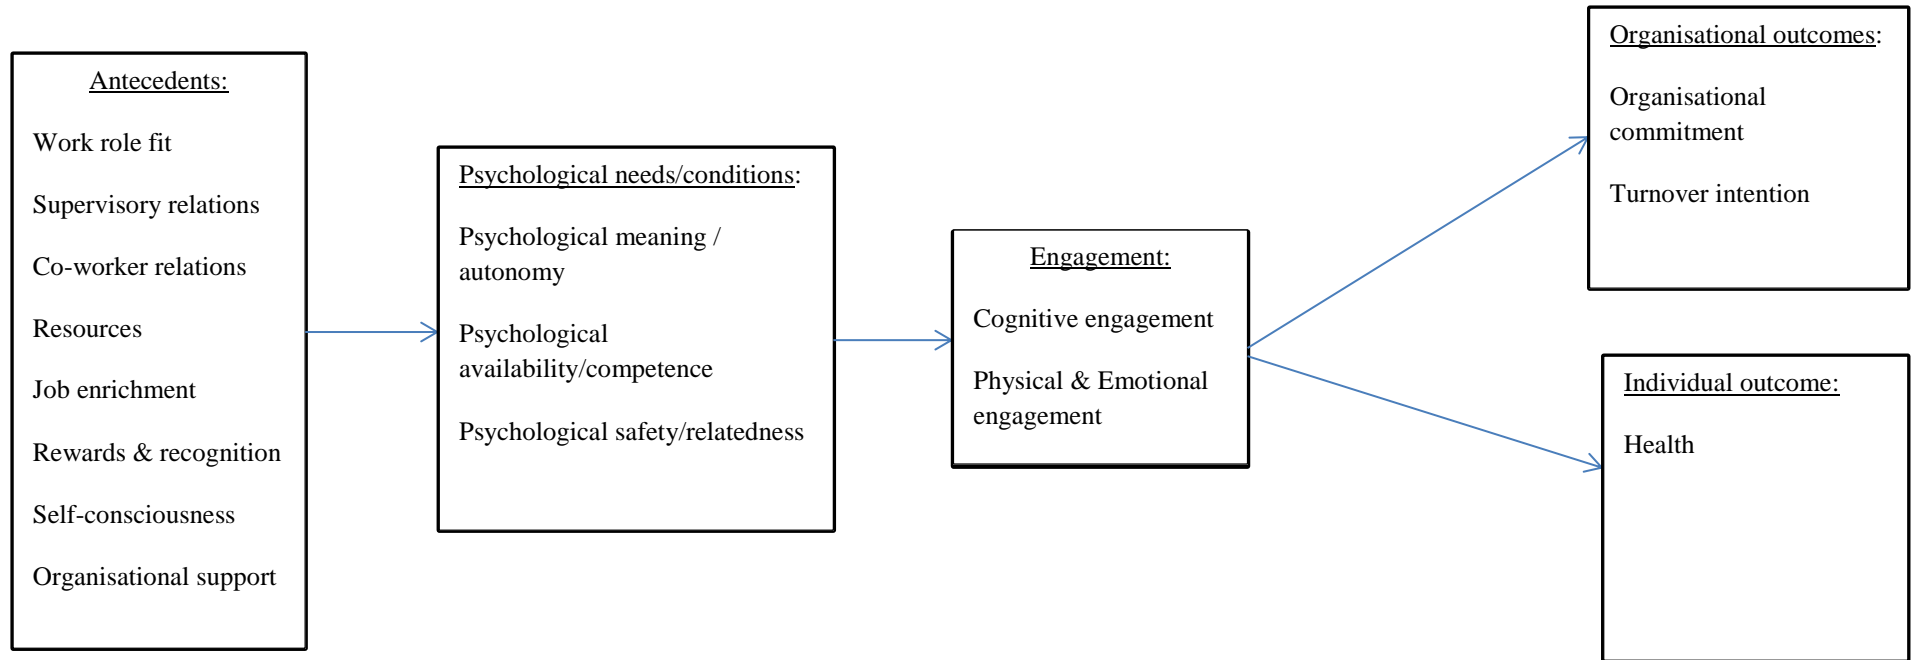 Antecedents:
Work role fit
Supervisory relations
Co-worker relations
Resources
Job enrichment
Rewards & recognition
Self-consciousness
Organisational support
Psychological needs/conditions:
Psychological meaning /
autonomy
Psychological
availability/competence
Psychological safety/relatedness
Engagement:
Cognitive engagement
Physical & Emotional
engagement
Organisational outcomes:
Organisational
commitment
Turnover intention
Individual outcome:
Health